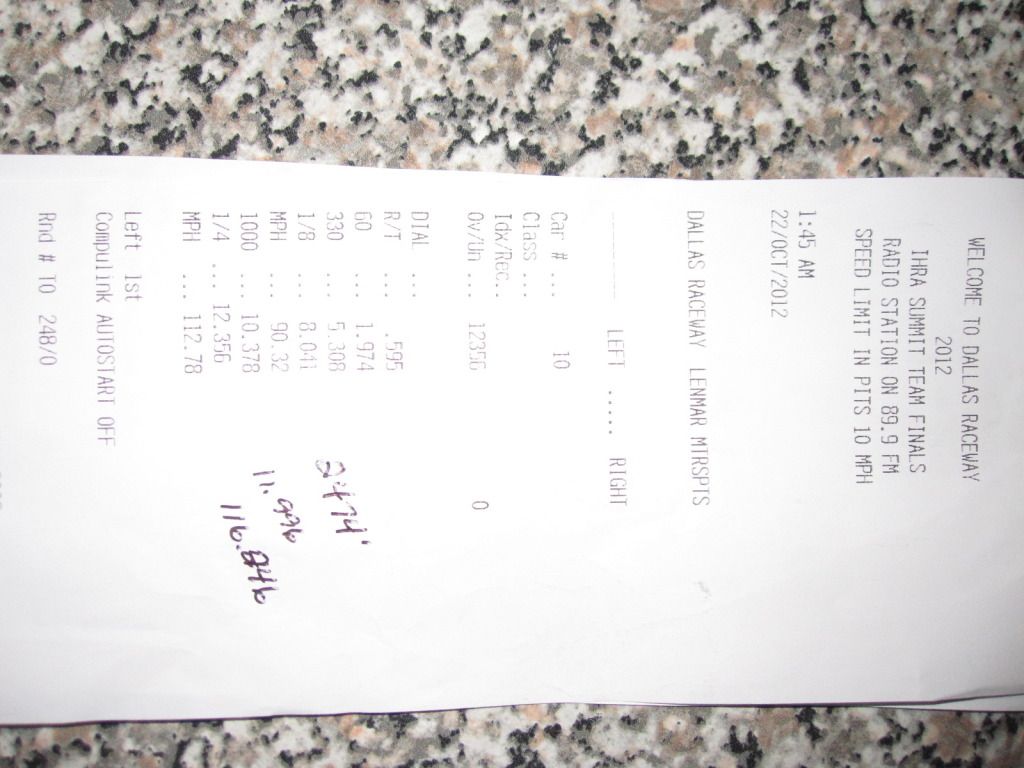 WELCOME TO DALLAS RACEWAY
2012
IHRA SUMMIT TEAM FINALS
RADIO STATION ON 89.9 FM
SPEED LIMIT IN PITS 10 MPH
1:45 AM
22/OCT/2012
DALLAS RACEWAY LENMAR MTRSPTS
LEFT ..... RIGHT
Car # ... 10
Class ...
Idx/Rec..
Ov/Un ... 12356 0
DIAL ...
R/T ... .595
60 ... 1.974
330 ... 5.308
1/8 ... 8.041
MPH ... 90.32
1000 ... 10.378
1/4 ... 12.356
MPH ... 112.78
2474'
11.996
116.246
Left 1st
Compulink AUTOSTART OFF
Rnd # TO 248/0